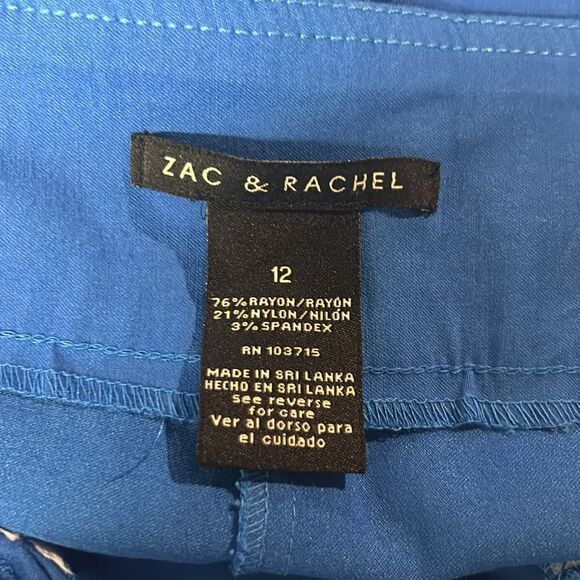 ZAC & RACHEL
12
76% RAYON/RAYÓN
21% NYLON/NILÓN
3% SPANDEX
RN 103715
MADE IN SRI LANKA
HECHO EN SRI LANKA
See reverse
for care
Ver al dorso para
el cuidado